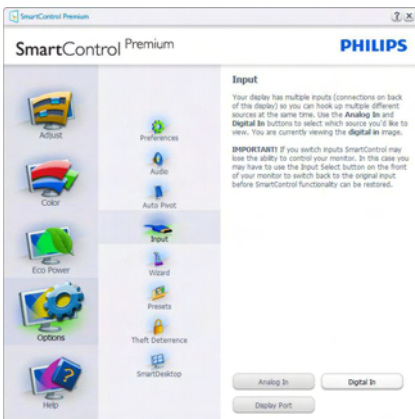 SmartControl Premium
SmartControl Premium
PHILIPS
Adjust
Color
Eco Power
Options
Help
Preferences
Audio
Auto Pivot
Input
Wizard
Presets
Theft Deterrence
SmartDesktop
Input
Your display has multiple inputs (connections on back
of this display) so you can hook up multiple different
sources at the same time. Use the Analog In and
Digital In buttons to select which source you'd like to
view. You are currently viewing the digital in image.
IMPORTANT! If you switch inputs SmartControl may
lose the ability to control your monitor. In this case you
may have to use the Input Select button on the front
of your monitor to switch back to the original input
before SmartControl functionality can be restored.
Analog In
Digital In
Display Port